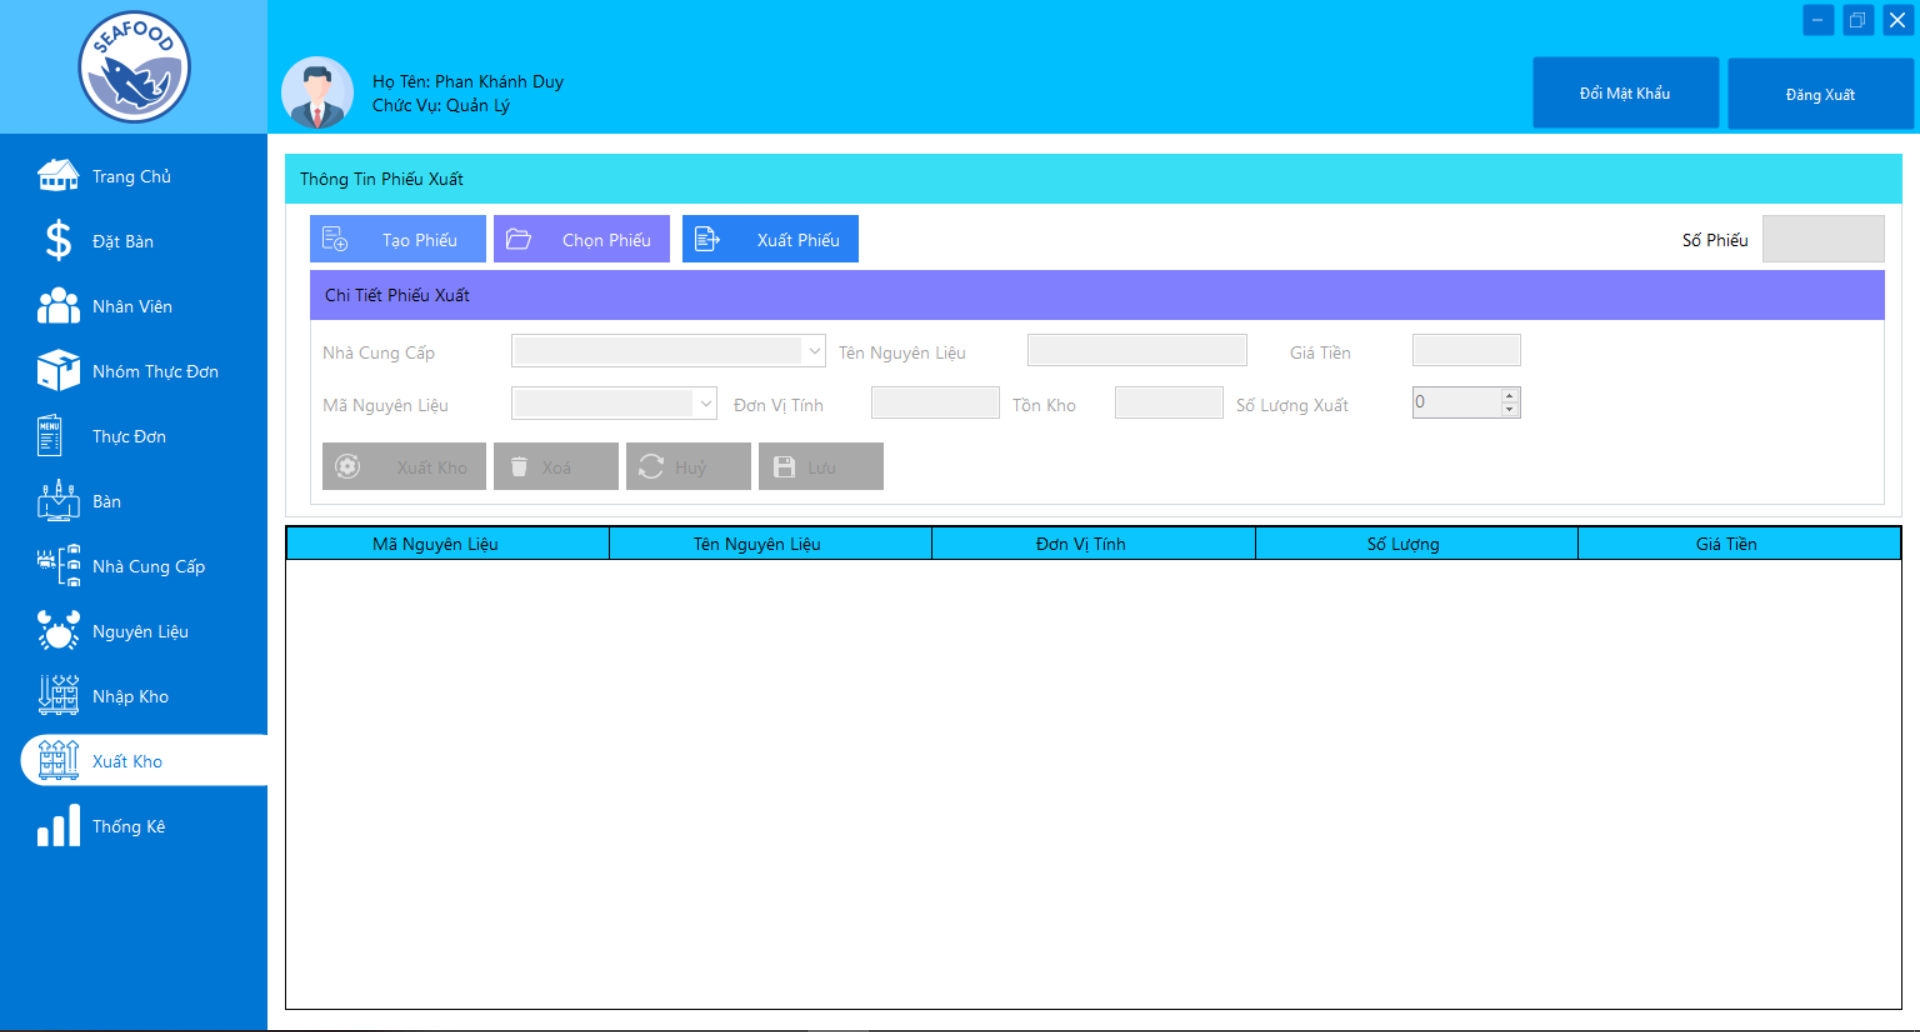 SEAFOOD
Họ Tên: Phan Khánh Duy
Chức Vụ: Quản Lý
Đổi Mật Khẩu
Đăng Xuất
Trang Chủ
Đặt Bàn
Nhân Viên
Nhóm Thực Đơn
MENU
Thực Đơn
Bàn
Nhà Cung Cấp
Nguyên Liệu
Nhập Kho
Xuất Kho
Thống Kê
Thông Tin Phiếu Xuất
Tạo Phiếu Chọn Phiếu Xuất Phiếu Số Phiếu
Chi Tiết Phiếu Xuất
Nhà Cung Cấp Tên Nguyên Liệu Giá Tiền
Mã Nguyên Liệu Đơn Vị Tính Tồn Kho Số Lượng Xuất 0
Xuất Kho Xoá Huỷ Lưu
Mã Nguyên Liệu Tên Nguyên Liệu Đơn Vị Tính Số Lượng Giá Tiền